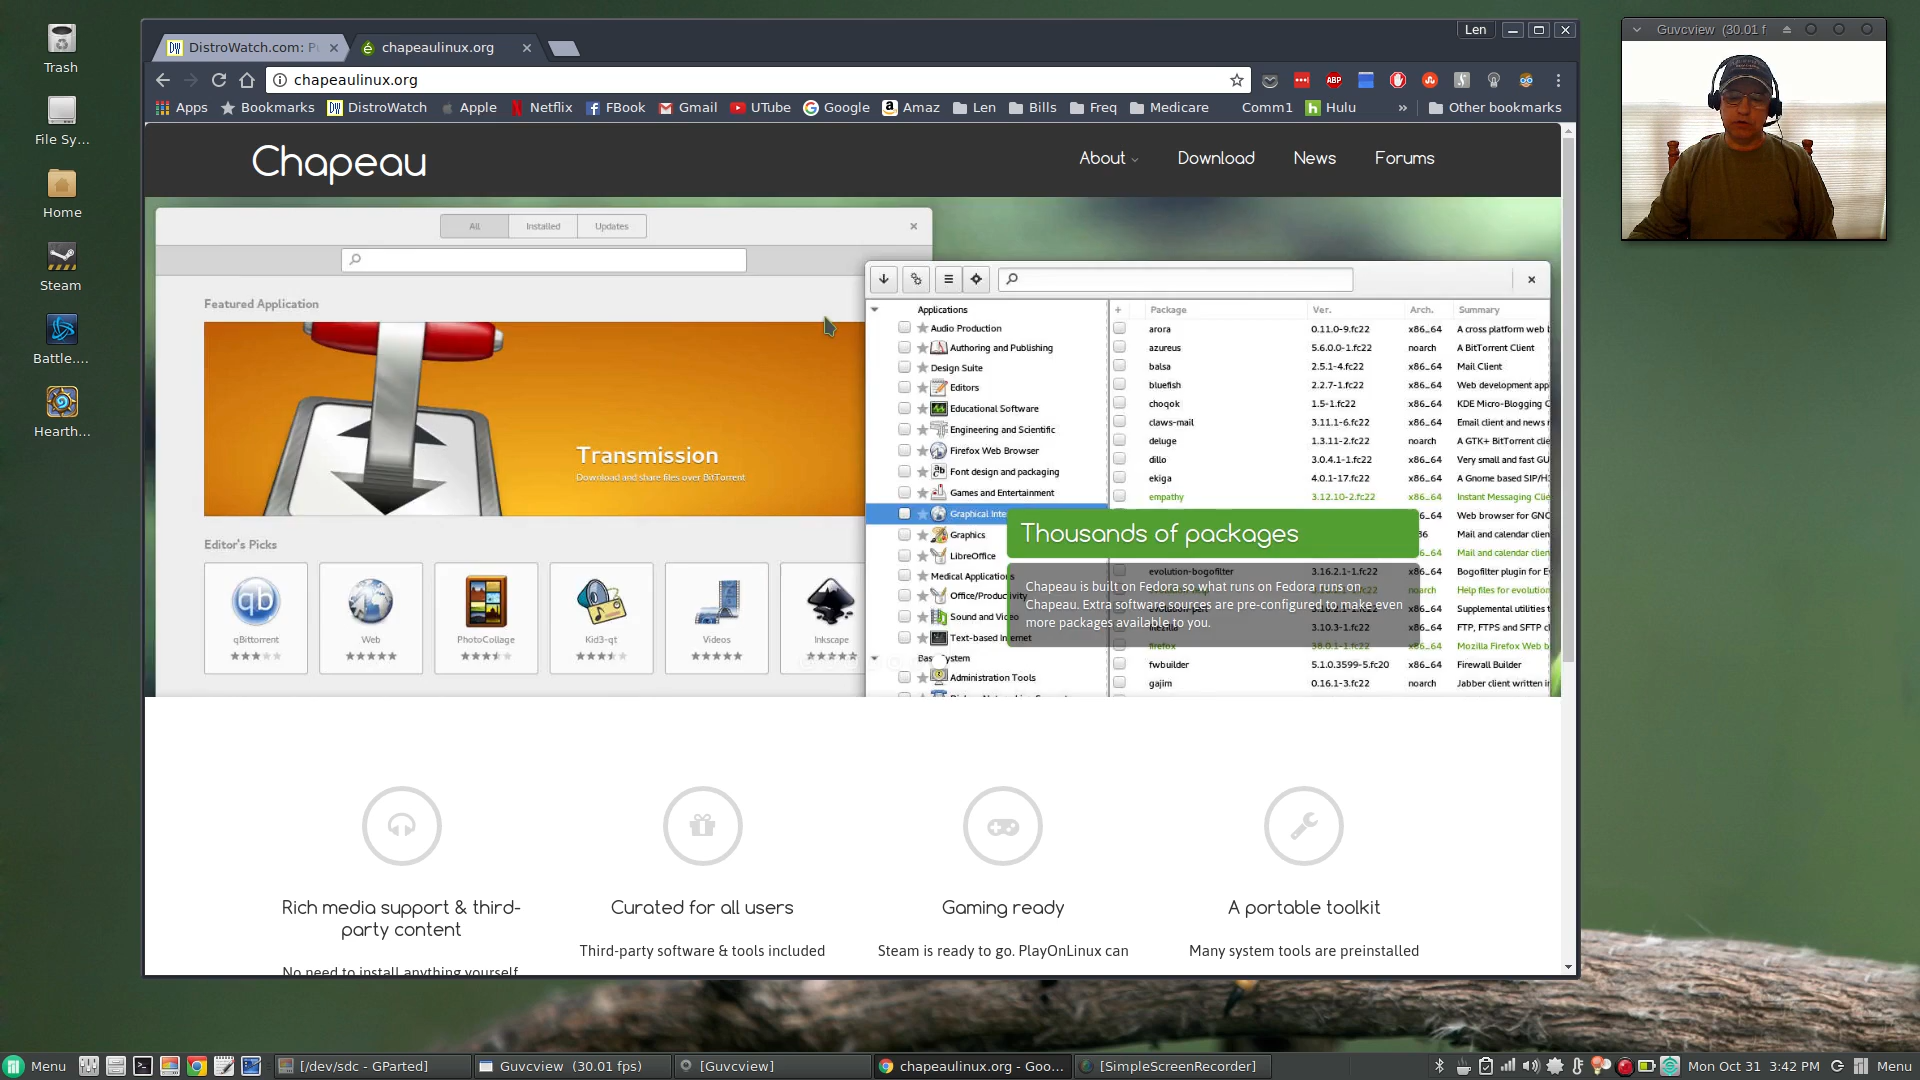 Trash
File Sy...
Home
Steam
Battle....
Hearth...
Len
DW DistroWatch.com: Pu
chapeaulinux.org
chapeaulinux.org
ABP
Apps Bookmarks DW DistroWatch Apple Netflix FBook Gmail UTube Google Amaz Len Bills Freq Medicare Comm1 h Hulu » Other bookmarks
Chapeau
About Download News Forums
All Installed Updates
Featured Application
Transmission
Download and share files over BitTorrent
Editor's Picks
qb
qBittorrent
Web
PhotoCollage
Kid3-qt
Videos
Inkscape
Applications
Audio Production
Authoring and Publishing
Design Suite
Editors
Educational Software
Engineering and Scientific
Firefox Web Browser
Font design and packaging
Games and Entertainment
Graphical Inte
Graphics
LibreOffice
Medical Applications
Office/Productivity
Sound and Video
Text-based Internet
Base System
Administration Tools
+ Package Ver. Arch. Summary
arora 0.11.0-9.fc22 x86_64 A cross platform web b
azureus 5.6.0.0-1.fc22 noarch A BitTorrent Client
balsa 2.5.1-4.fc22 x86_64 Mail Client
bluefish 2.2.7-1.fc22 x86_64 Web development app
choqok 1.5-1.fc22 x86_64 KDE Micro-Blogging C
claws-mail 3.11.1-6.fc22 x86_64 Email client and news r
deluge 1.3.11-2.fc22 noarch A GTK+ BitTorrent clie
dillo 3.0.4.1-1.fc22 x86_64 Very small and fast GU
ekiga 4.0.1-17.fc22 x86_64 A Gnome based SIP/H3
empathy 3.12.10-2.fc22 x86_64 Instant Messaging Clie
Web browser for GNO
Mail and calendar clien
Mail and calendar clien
evolution-bogofilter 3.16.2.1-1.fc22 x86_64 Bogofilter plugin for Ev
Help files for evolution
Supplemental utilities t
3.10.3-1.fc22 x86_64 FTP, FTPS and SFTP cl
firefox 38.0.1-1.fc22 x86_64 Mozilla Firefox Web b
fwbuilder 5.1.0.3599-5.fc20 x86_64 Firewall Builder
gajim 0.16.1-3.fc22 noarch Jabber client written in
Thousands of packages
Chapeau is built on Fedora so what runs on Fedora runs on
Chapeau. Extra software sources are pre-configured to make even
more packages available to you.
Rich media support & third-
party content
No need to install anything yourself
Curated for all users
Third-party software & tools included
Gaming ready
Steam is ready to go. PlayOnLinux can
A portable toolkit
Many system tools are preinstalled
Guvcview (30.01 f
Menu [/dev/sdc - GParted] Guvcview (30.01 fps) [Guvcview] chapeaulinux.org - Goo... [SimpleScreenRecorder] Mon Oct 31 3:42 PM Menu